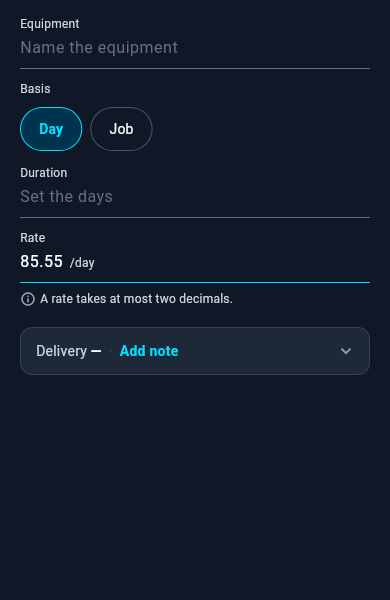 Equipment
Name the equipment
Basis
Day Job
Duration
Set the days
Rate
85.55 /day
A rate takes at most two decimals.
Delivery — · Add note